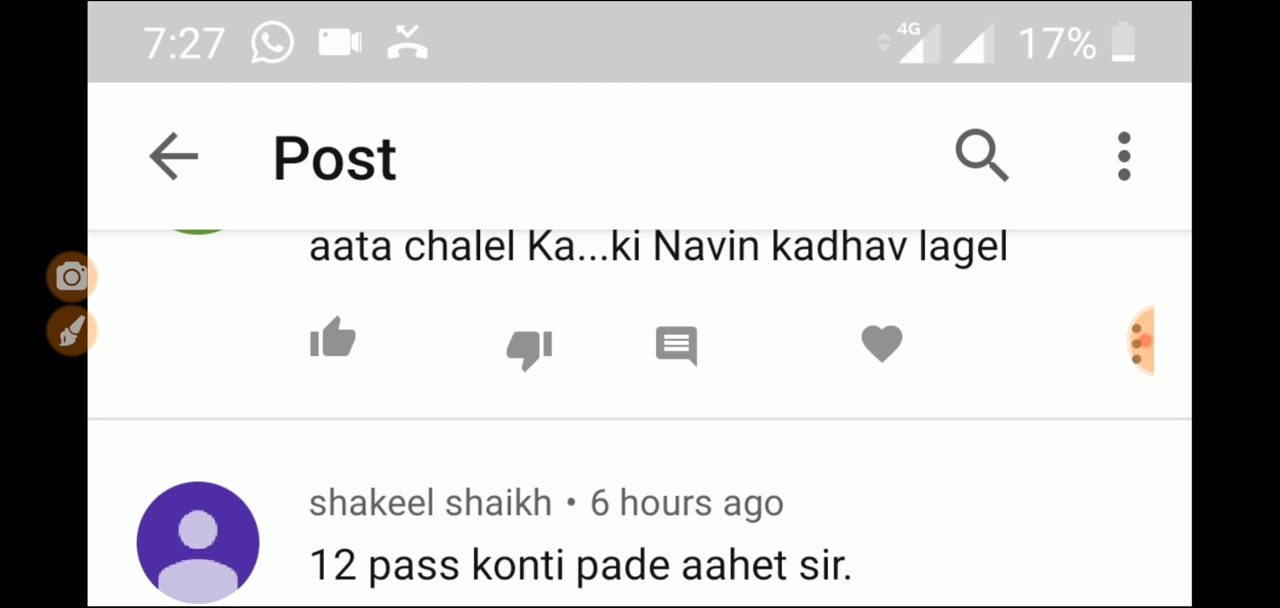 7:27 4G 17%
Post
aata chalel Ka...ki Navin kadhav lagel
shakeel shaikh • 6 hours ago
12 pass konti pade aahet sir.